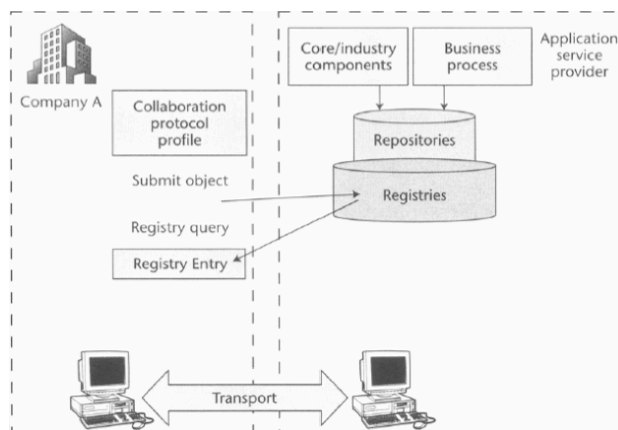 Company A
Collaboration
protocol
profile
Submit object
Registry query
Registry Entry
Core/industry
components
Business
process
Application
service
provider
Repositories
Registries
Transport